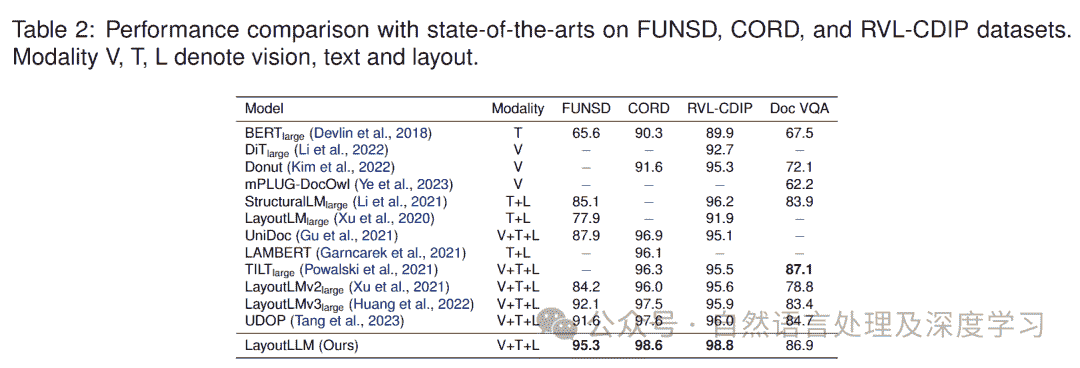 Table 2: Performance comparison with state-of-the-arts on FUNSD, CORD, and RVL-CDIP datasets.
Modality V, T, L denote vision, text and layout.
Model Modality FUNSD CORD RVL-CDIP Doc VQA
BERTlarge (Devlin et al., 2018) T 65.6 90.3 89.9 67.5
DiTlarge (Li et al., 2022) V – – 92.7 –
Donut (Kim et al., 2022) V – 91.6 95.3 72.1
mPLUG-DocOwl (Ye et al., 2023) V – – – 62.2
StructuralLMlarge (Li et al., 2021) T+L 85.1 – 96.2 83.9
LayoutLMlarge (Xu et al., 2020) T+L 77.9 – 91.9 –
UniDoc (Gu et al., 2021) V+T+L 87.9 96.9 95.1 –
LAMBERT (Garncarek et al., 2021) T+L – 96.1 – –
TILTlarge (Powalski et al., 2021) V+T+L – 96.3 95.5 87.1
LayoutLMv2large (Xu et al., 2021) V+T+L 84.2 96.0 95.6 78.8
LayoutLMv3large (Huang et al., 2022) V+T+L 92.1 97.5 95.9 83.4
UDOP (Tang et al., 2023) V+T+L 91.6 97.6 96.0 84.7
公众号 · 自然语言处理及深度学习
LayoutLLM (Ours) V+T+L 95.3 98.6 98.8 86.9